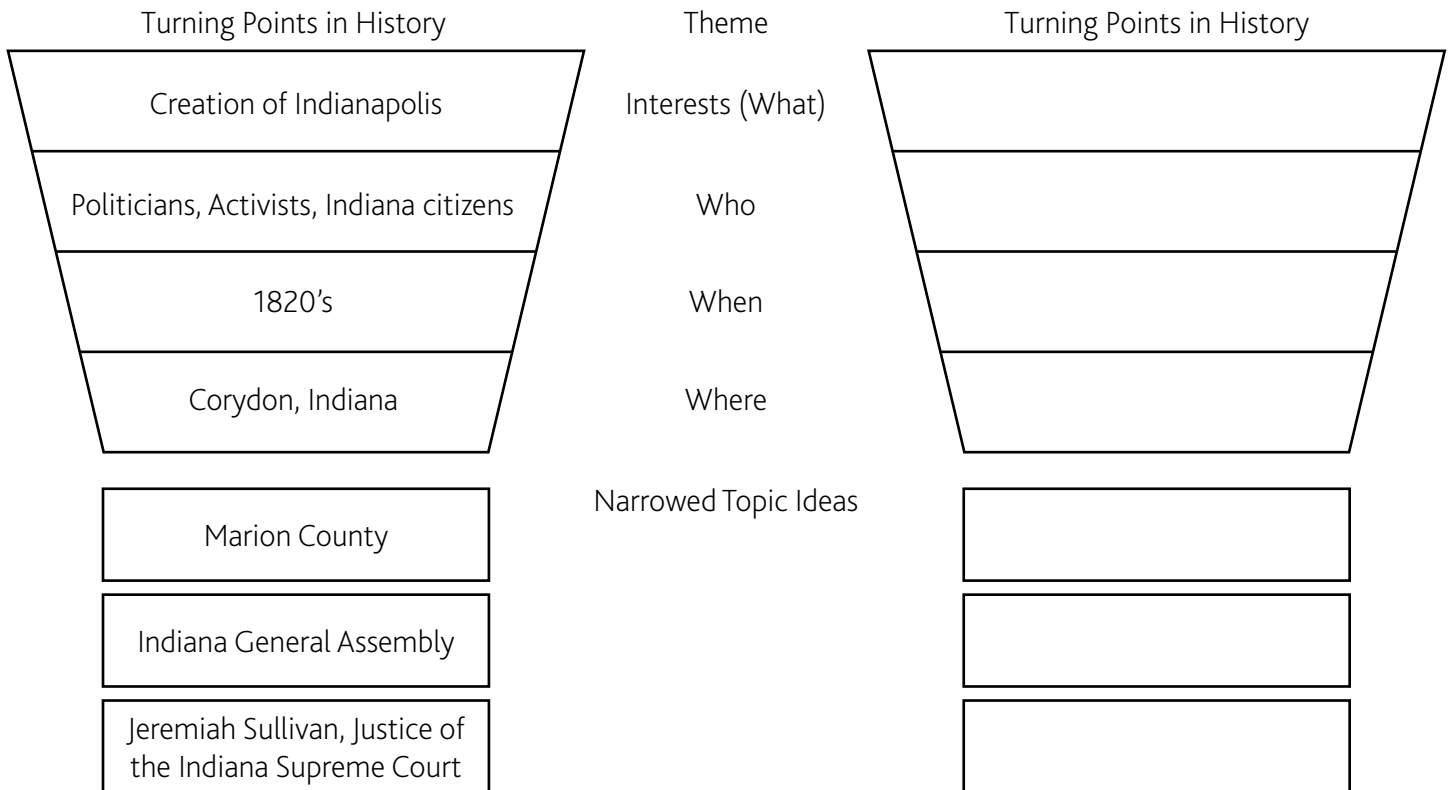 Turning Points in History
Theme
Turning Points in History
Creation of Indianapolis
Interests (What)
Politicians, Activists, Indiana citizens
Who
1820’s
When
Corydon, Indiana
Where
Narrowed Topic Ideas
Marion County
Indiana General Assembly
Jeremiah Sullivan, Justice of
the Indiana Supreme Court